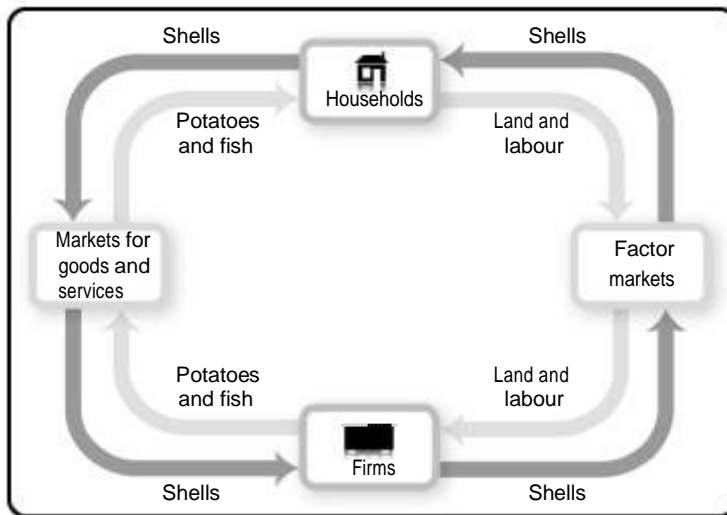 Shells
Shells
Households
Potatoes
and fish
Land and
labour
Markets for
goods and
services
Factor
markets
Potatoes
and fish
Land and
labour
Firms
Shells
Shells